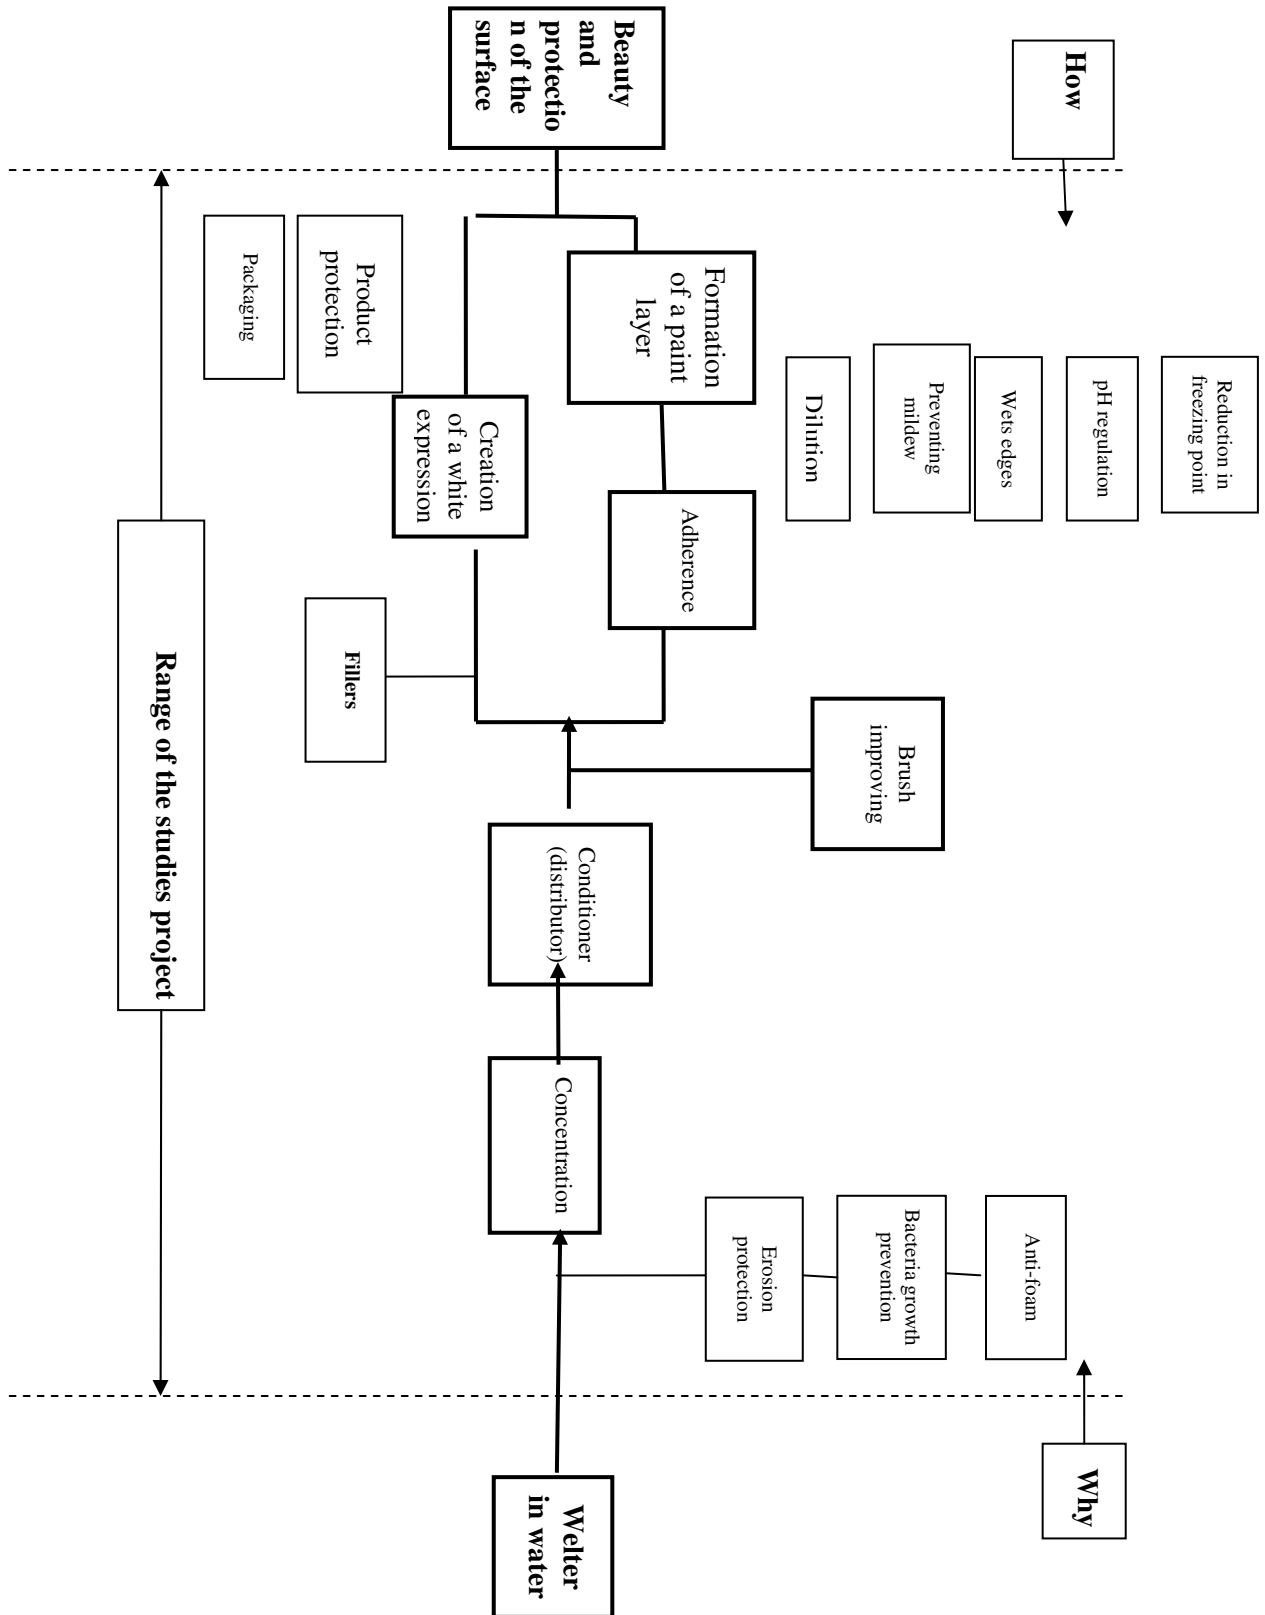 Reduction in
freezing point
pH regulation
How
Why
Wets edges
Anti-foam
Preventing
mildew
Bacteria growth
prevention
Brush
improving
Dilution
Erosion
protection
Formation
of a paint
layer
Adherence
Beauty
and
protectio
n of the
surface
Conditioner
(distributor)
Concentration
Welter
in water
Creation
of a white
expression
Product
protection
Fillers
Packaging
Range of the studies project